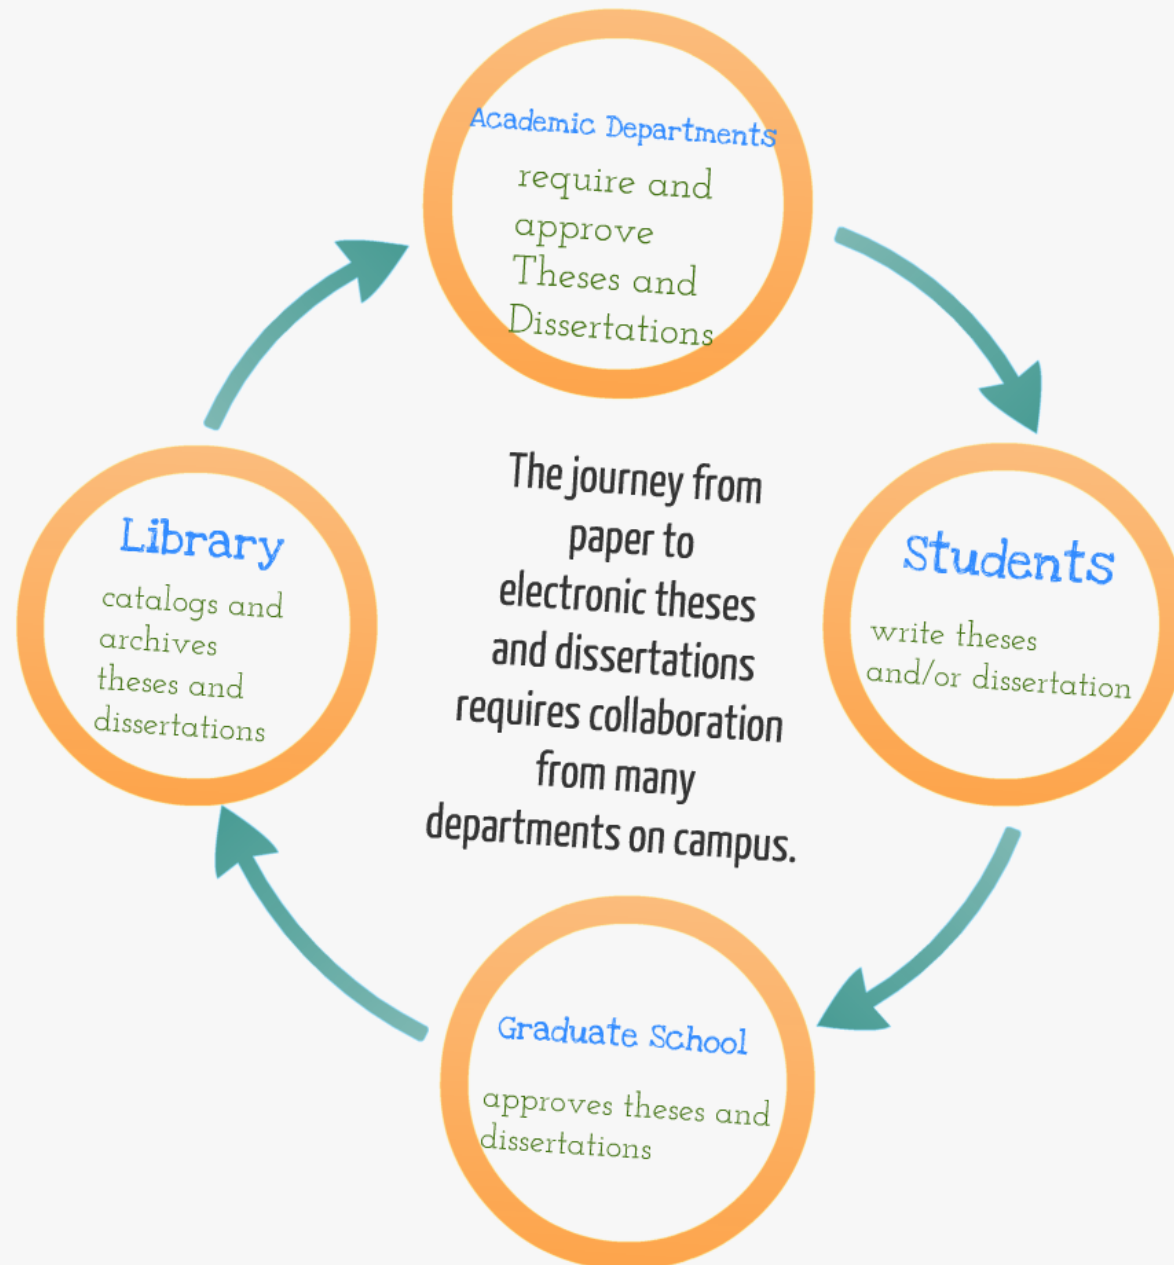 Academic Departments
require and
approve
Theses and
Dissertations
Students
write theses
and/or dissertation
Graduate School
approves theses and
dissertations
Library
catalogs and
archives
theses and
dissertations
The journey from
paper to
electronic theses
and dissertations
requires collaboration
from many
departments on campus.